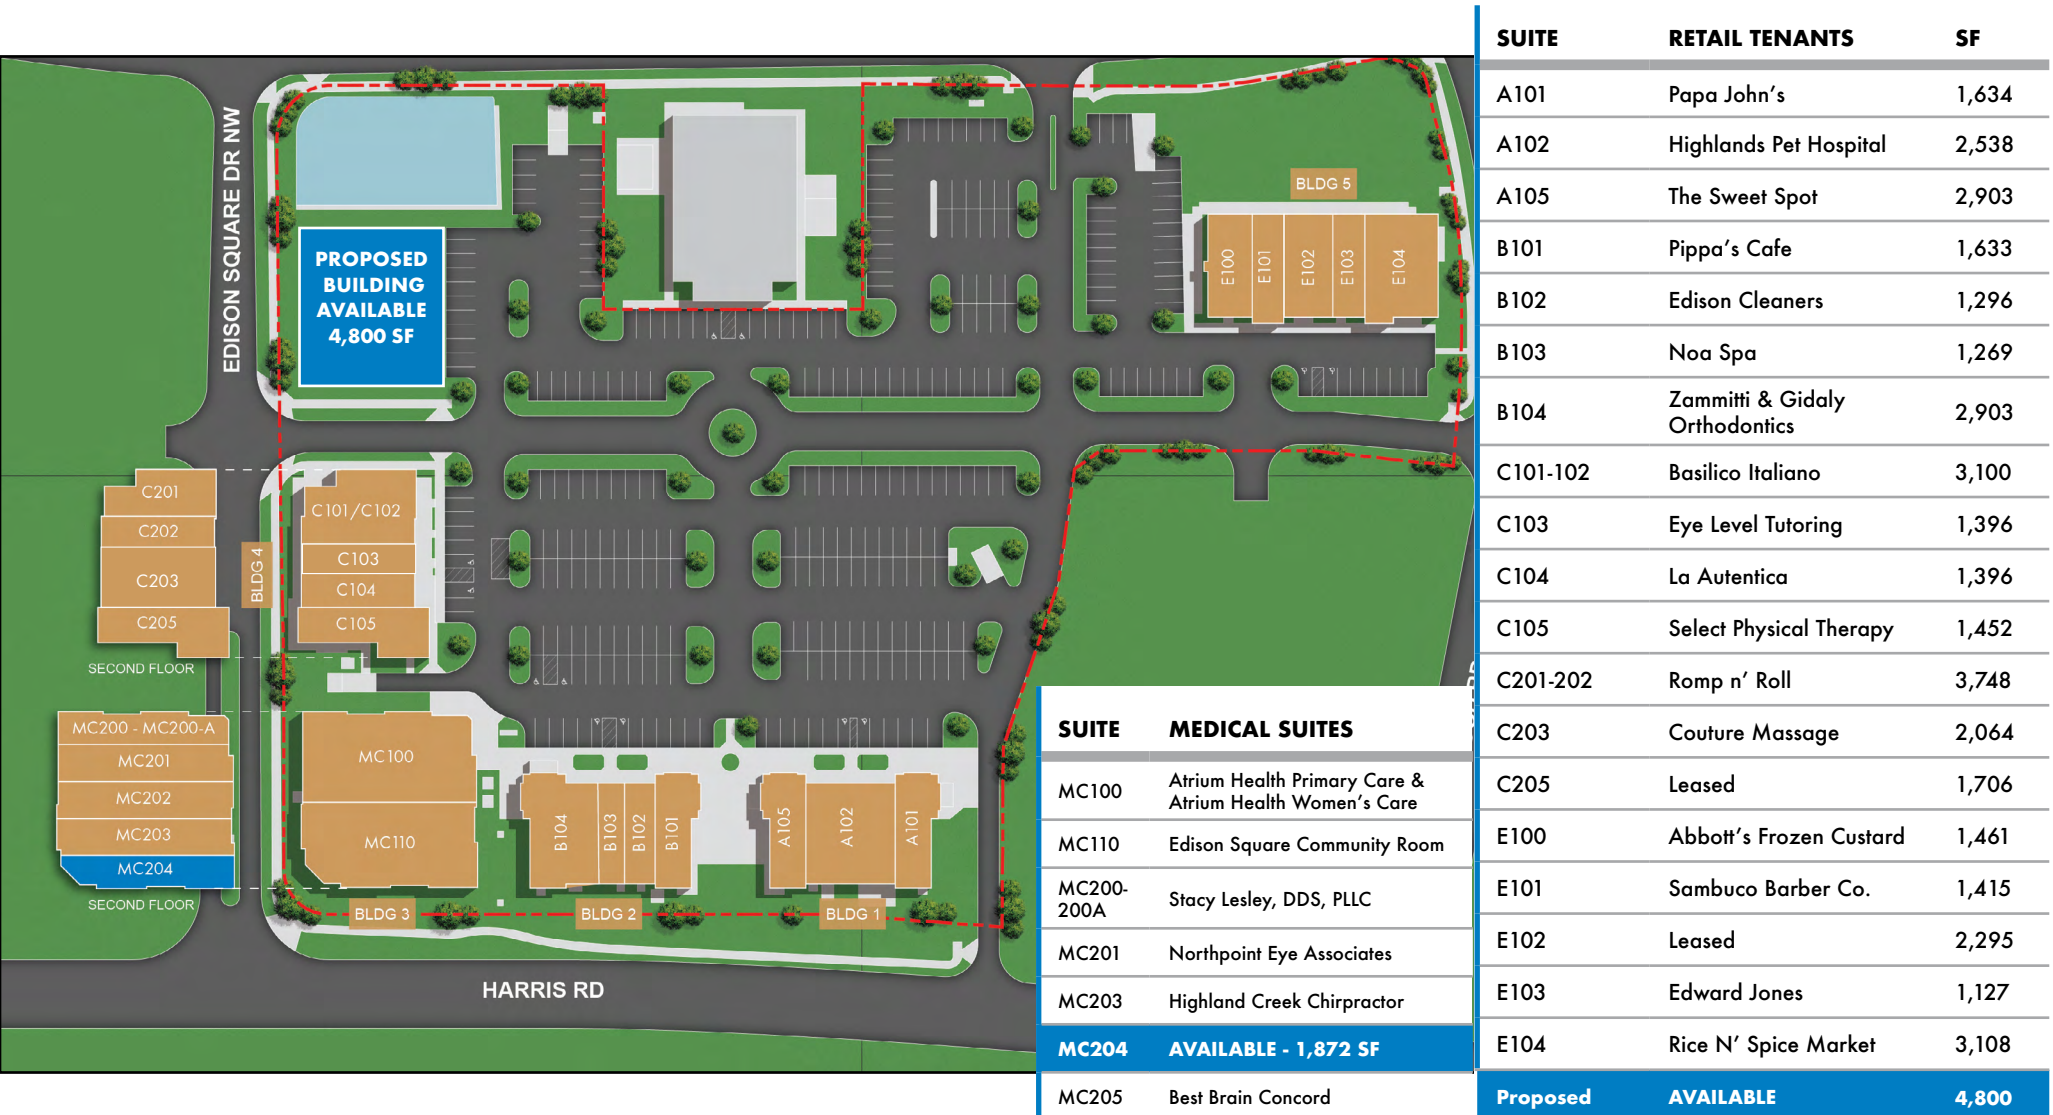 EDISON SQUARE DR NW
PROPOSED
BUILDING
AVAILABLE
4,800 SF
BLDG 5
E100
E101
E102
E103
E104
C201
C202
C203
C205
SECOND FLOOR
BLDG 4
C101/C102
C103
C104
C105
MC200 - MC200-A
MC201
MC202
MC203
MC204
SECOND FLOOR
MC100
MC110
B104
B103
B102
B101
A105
A102
A101
BLDG 3
BLDG 2
BLDG 1
HARRIS RD
SUITE MEDICAL SUITES
MC100 Atrium Health Primary Care &
Atrium Health Women's Care
MC110 Edison Square Community Room
MC200-
200A Stacy Lesley, DDS, PLLC
MC201 Northpoint Eye Associates
MC203 Highland Creek Chirpractor
MC204 AVAILABLE - 1,872 SF
MC205 Best Brain Concord
SUITE RETAIL TENANTS SF
A101 Papa John's 1,634
A102 Highlands Pet Hospital 2,538
A105 The Sweet Spot 2,903
B101 Pippa's Cafe 1,633
B102 Edison Cleaners 1,296
B103 Noa Spa 1,269
B104 Zammitti & Gidaly
Orthodontics 2,903
C101-102 Basilico Italiano 3,100
C103 Eye Level Tutoring 1,396
C104 La Autentica 1,396
C105 Select Physical Therapy 1,452
C201-202 Romp n' Roll 3,748
C203 Couture Massage 2,064
C205 Leased 1,706
E100 Abbott's Frozen Custard 1,461
E101 Sambuco Barber Co. 1,415
E102 Leased 2,295
E103 Edward Jones 1,127
E104 Rice N' Spice Market 3,108
Proposed AVAILABLE 4,800